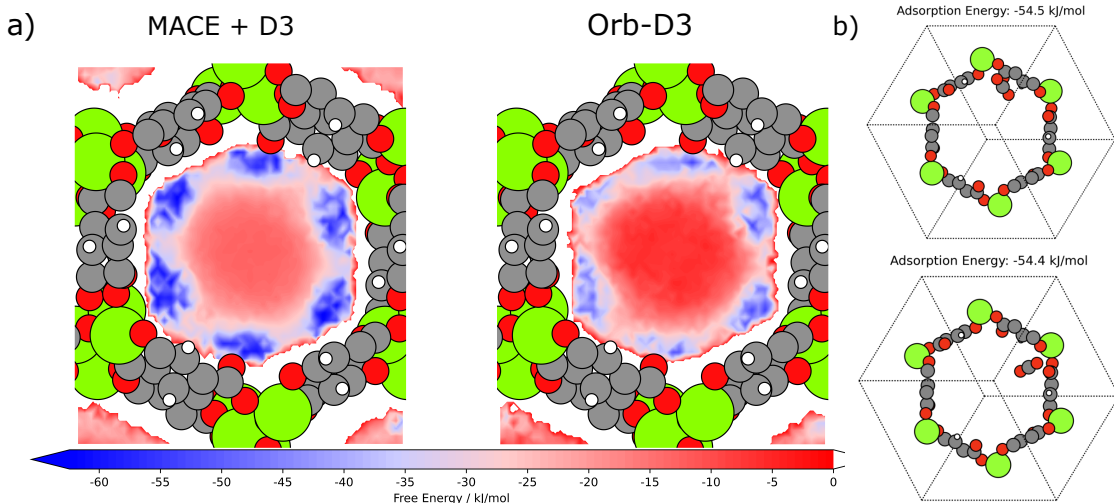 a)
MACE + D3
Orb-D3
b)
Adsorption Energy: -54.5 kJ/mol
Adsorption Energy: -54.4 kJ/mol
-60 -55 -50 -45 -40 -35 -30 -25 -20 -15 -10 -5 0
Free Energy / kJ/mol